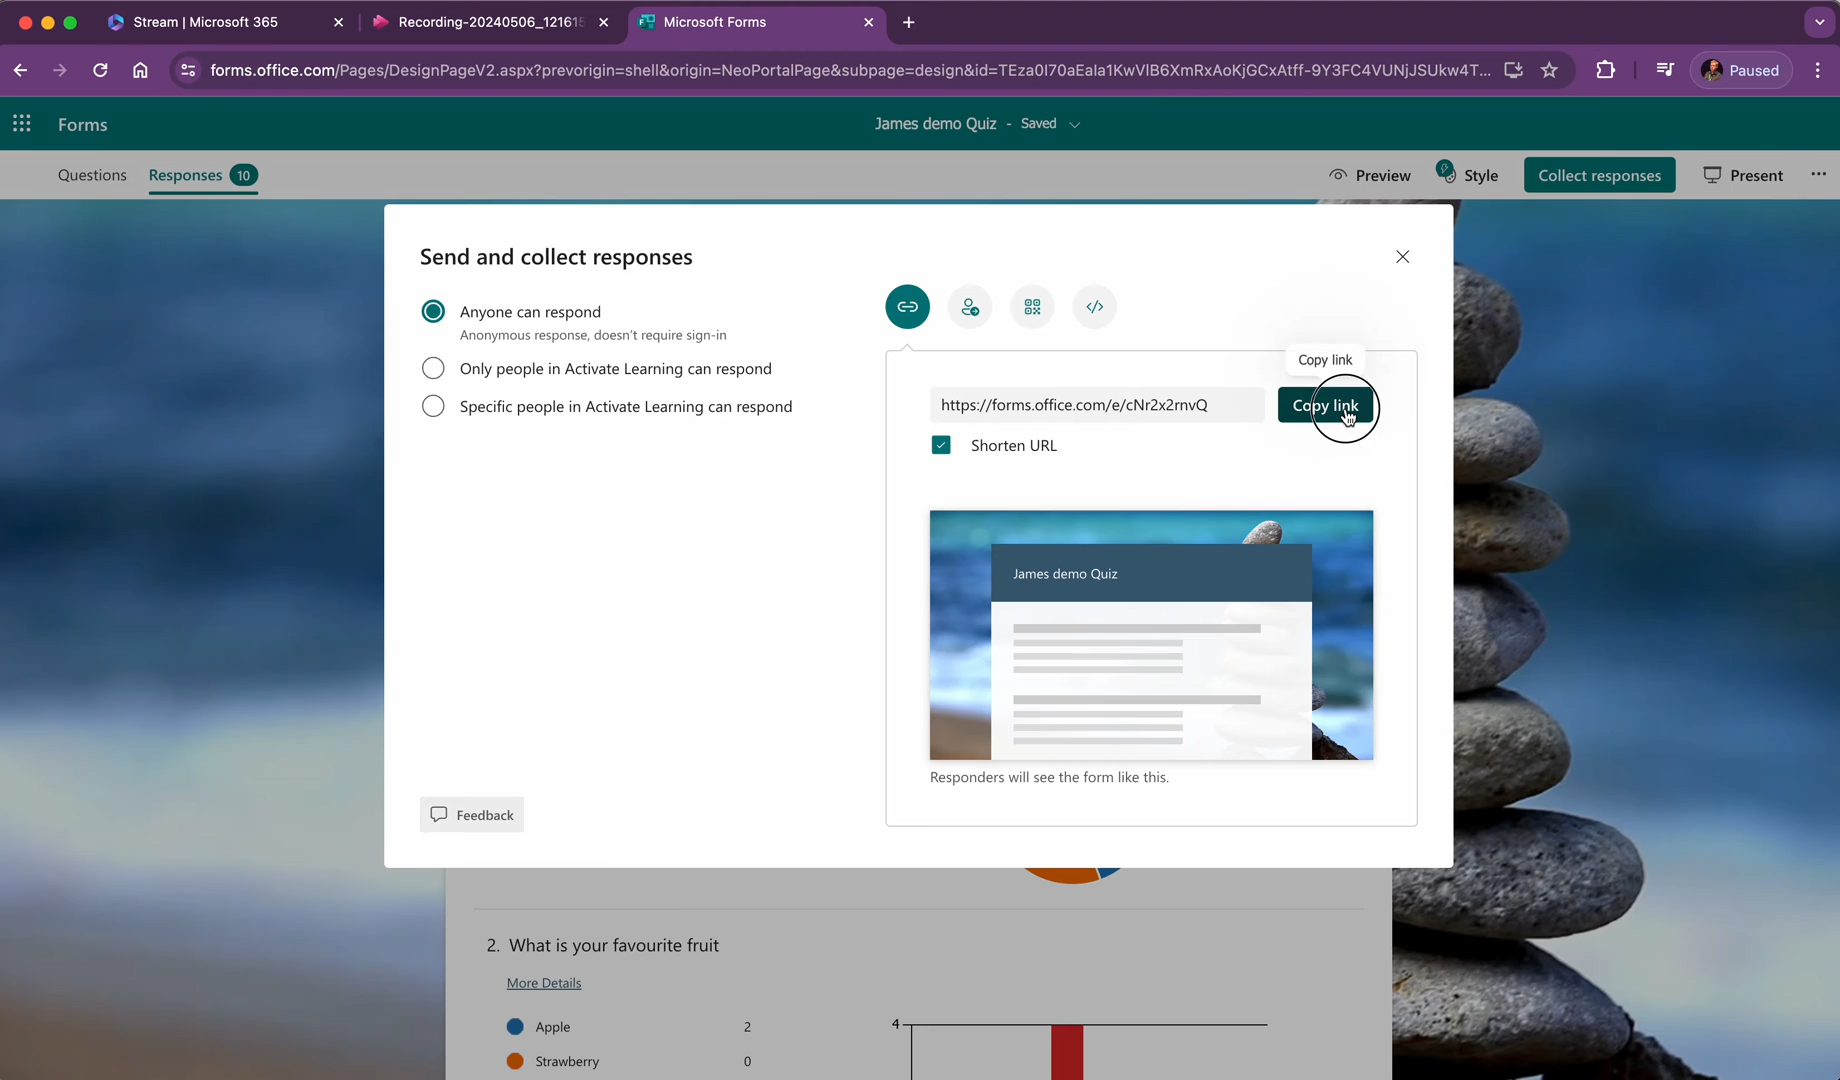 Stream | Microsoft 365
Recording-20240506_121615
Microsoft Forms
forms.office.com/Pages/DesignPageV2.aspx?prevorigin=shell&origin=NeoPortalPage&subpage=design&id=TEza0I70aEala1KwVlB6XmRxAoKjGCxAtff-9Y3FC4VUNjJSUkw4T...
Paused
Forms
James demo Quiz - Saved
Questions
Responses 10
Preview
Style
Collect responses
Present
Send and collect responses
Anyone can respond
Anonymous response, doesn't require sign-in
Only people in Activate Learning can respond
Specific people in Activate Learning can respond
Copy link
https://forms.office.com/e/cNr2x2rnvQ
Copy link
Shorten URL
James demo Quiz
Responders will see the form like this.
Feedback
2. What is your favourite fruit
More Details
Apple 2
Strawberry 0
4